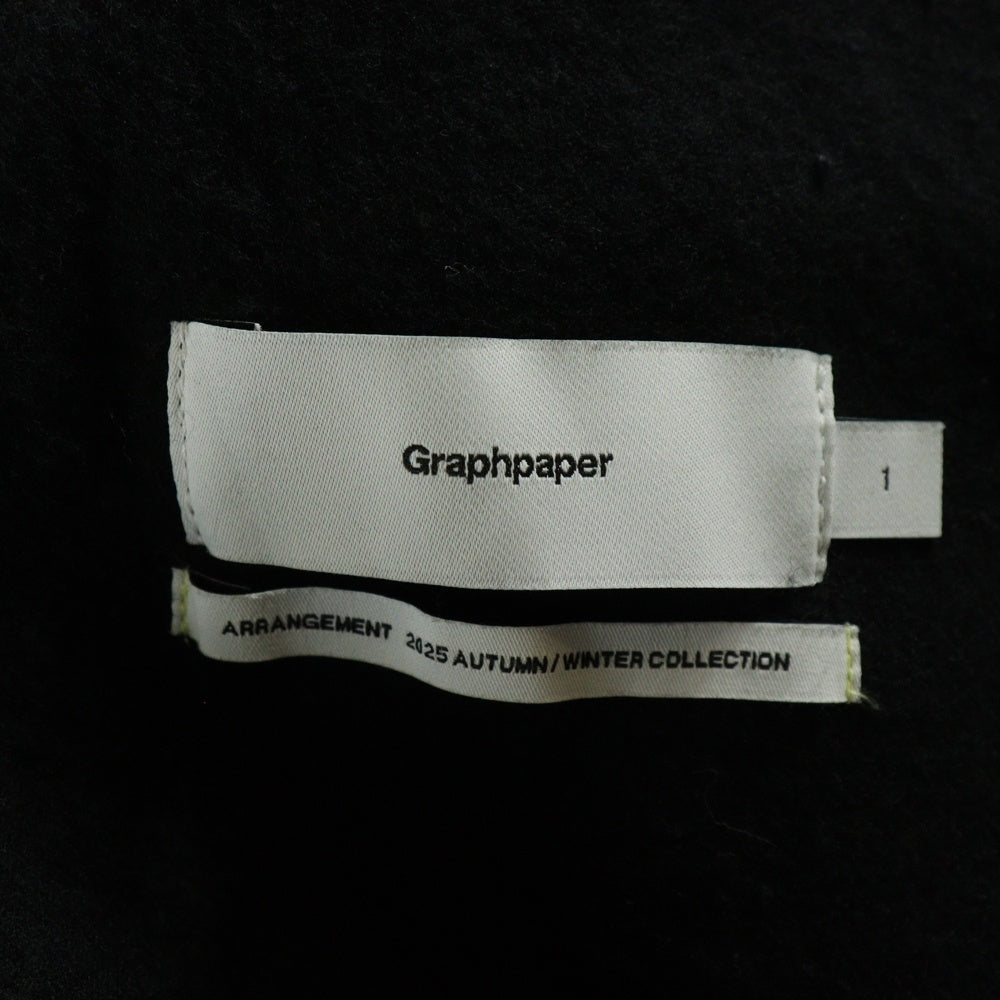 Graphpaper
1
ARRANGEMENT 2025 AUTUMN/WINTER COLLECTION